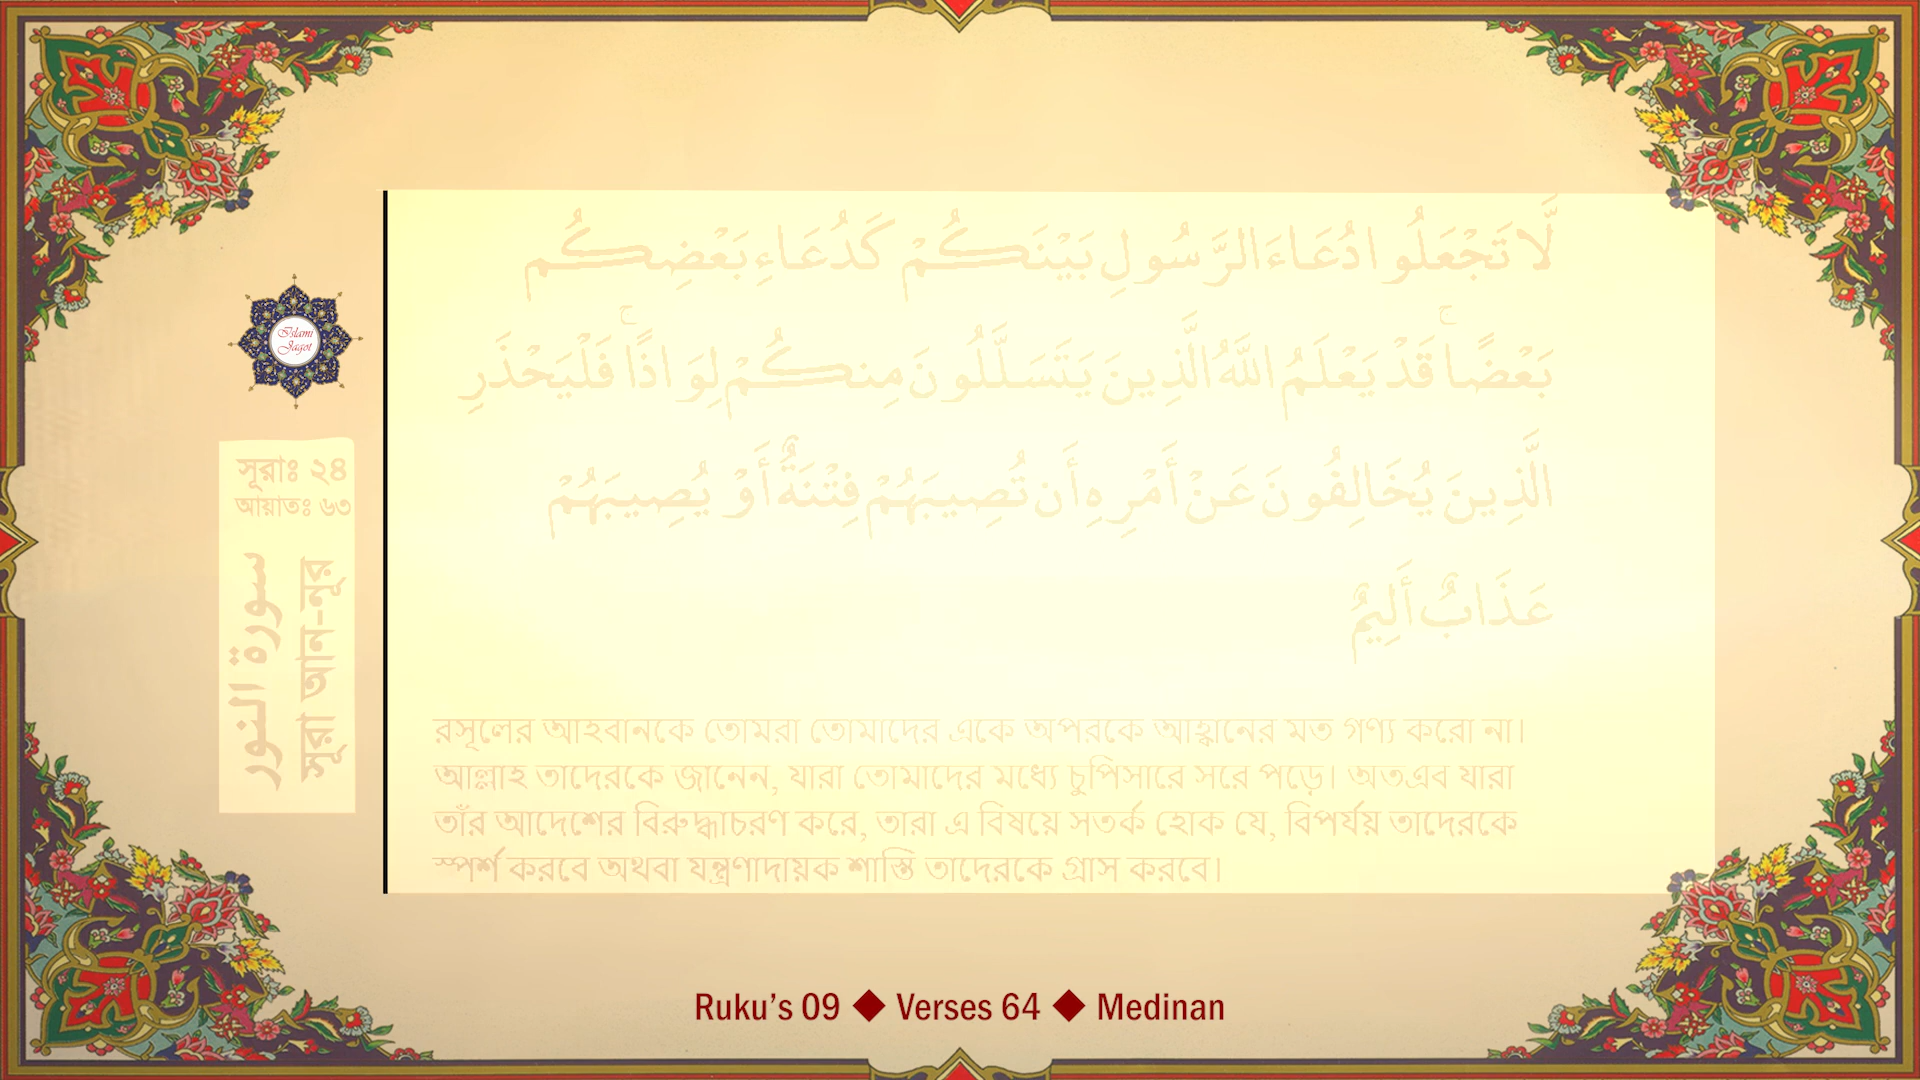 لَّا تَجْعَلُوا دُعَاءَ الرَّسُولِ بَيْنَكُمْ كَدُعَاءِ بَعْضِكُم
بَعْضًا ۚ قَدْ يَعْلَمُ اللَّهُ الَّذِينَ يَتَسَلَّلُونَ مِنكُمْ لِوَاذًا ۚ فَلْيَحْذَرِ
الَّذِينَ يُخَالِفُونَ عَنْ أَمْرِهِ أَن تُصِيبَهُمْ فِتْنَةٌ أَوْ يُصِيبَهُمْ
عَذَابٌ أَلِيمٌ
রসূলের আহবানকে তোমরা তোমাদের একে অপরকে আহ্বানের মত গণ্য করো না।
আল্লাহ তাদেরকে জানেন, যারা তোমাদের মধ্যে চুপিসারে সরে পড়ে। অতএব যারা
তাঁর আদেশের বিরুদ্ধাচরণ করে, তারা এ বিষয়ে সতর্ক হোক যে, বিপর্যয় তাদেরকে
স্পর্শ করবে অথবা যন্ত্রণাদায়ক শাস্তি তাদেরকে গ্রাস করবে।
Islami
Jagot
সূরাঃ ২৪
আয়াতঃ ৬৩
سورة النور
সূরা আন-নূর
Ruku’s 09 ◆ Verses 64 ◆ Medinan